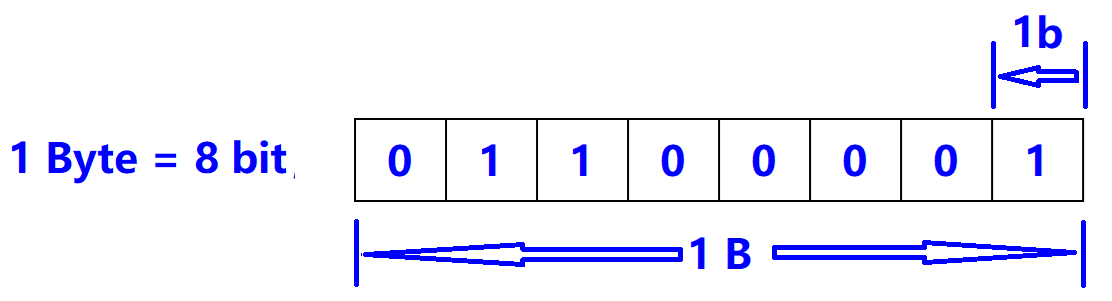 1b
1 Byte = 8 bit,
0 1 1 0 0 0 0 1
1 B